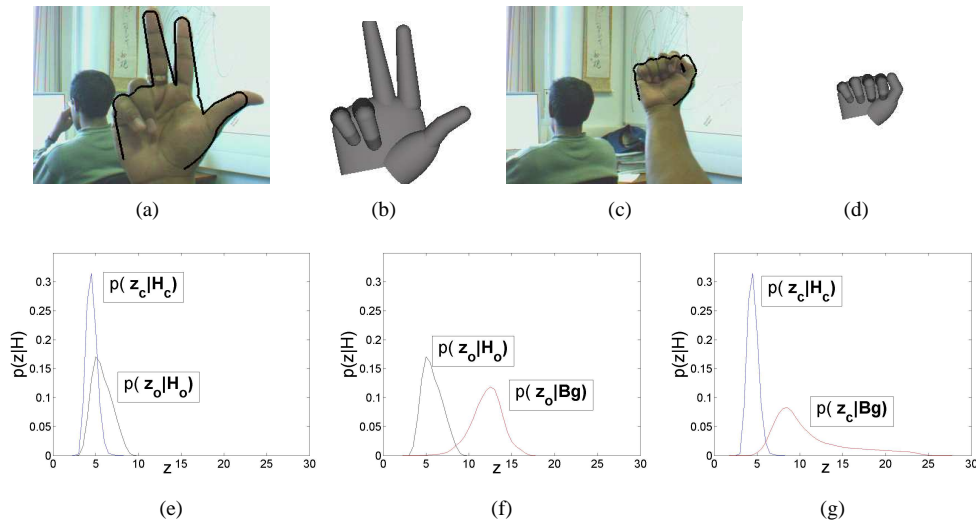 (a)
(b)
(c)
(d)
p(z|H)
0.3
0.25
0.2
0.15
0.1
0.05
0
0 5 10 15 20 25 30
z
p( z_c|H_c)
p( z_o|H_o)
(e)
p(z|H)
0.3
0.25
0.2
0.15
0.1
0.05
0
0 5 10 15 20 25 30
z
p( z_o|H_o)
p( z_o|Bg)
(f)
p(z|H)
0.3
0.25
0.2
0.15
0.1
0.05
0
0 5 10 15 20 25 30
z
p( z_c|H_c)
p( z_c|Bg)
(g)